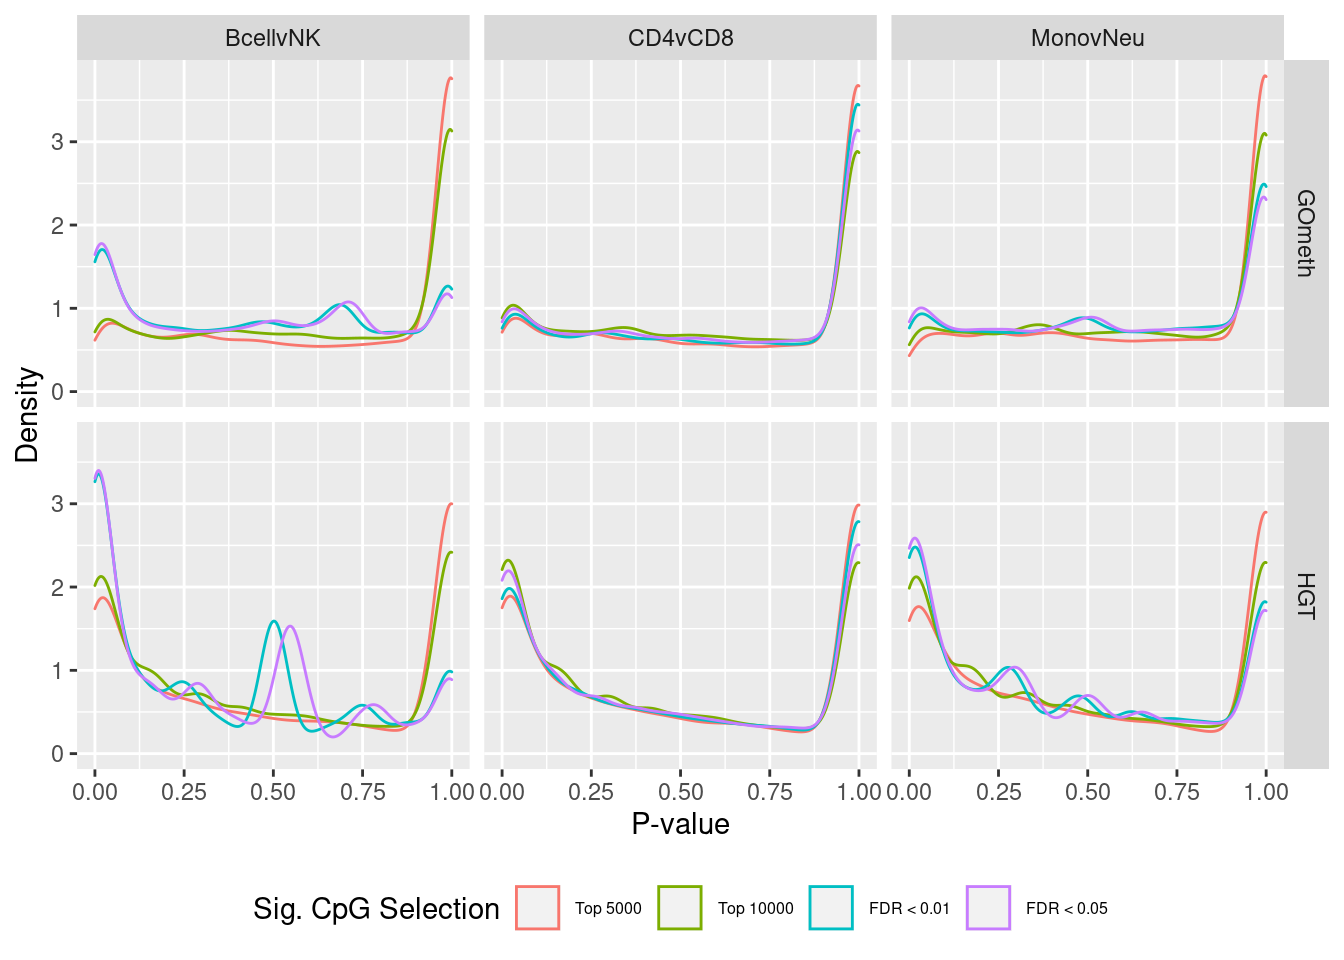 BcellvNK CD4vCD8 MonovNeu
3
2
1
0
GOmeth
Density
3
2
1
0
HGT
0.00 0.25 0.50 0.75 1.00 0.00 0.25 0.50 0.75 1.00 0.00 0.25 0.50 0.75 1.00
P-value
Sig. CpG Selection Top 5000 Top 10000 FDR < 0.01 FDR < 0.05